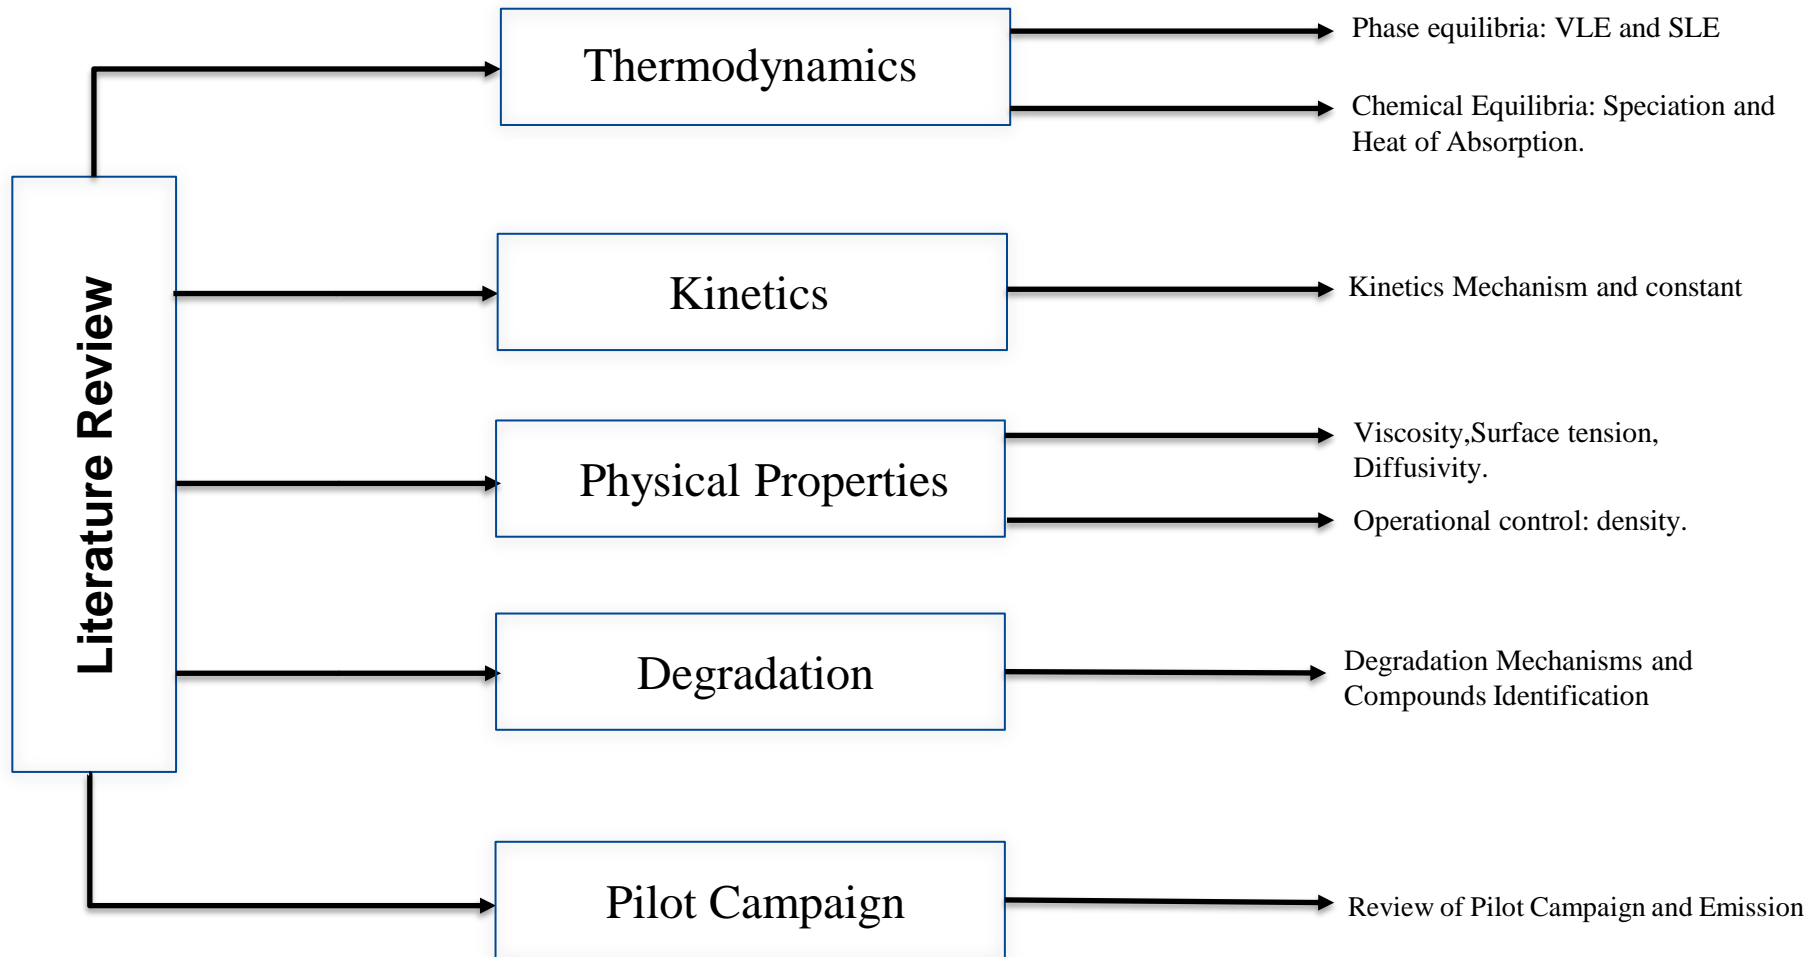 Literature Review
Thermodynamics
Phase equilibria: VLE and SLE
Chemical Equilibria: Speciation and
Heat of Absorption.
Kinetics
Kinetics Mechanism and constant
Physical Properties
Viscosity,Surface tension,
Diffusivity.
Operational control: density.
Degradation
Degradation Mechanisms and
Compounds Identification
Pilot Campaign
Review of Pilot Campaign and Emission